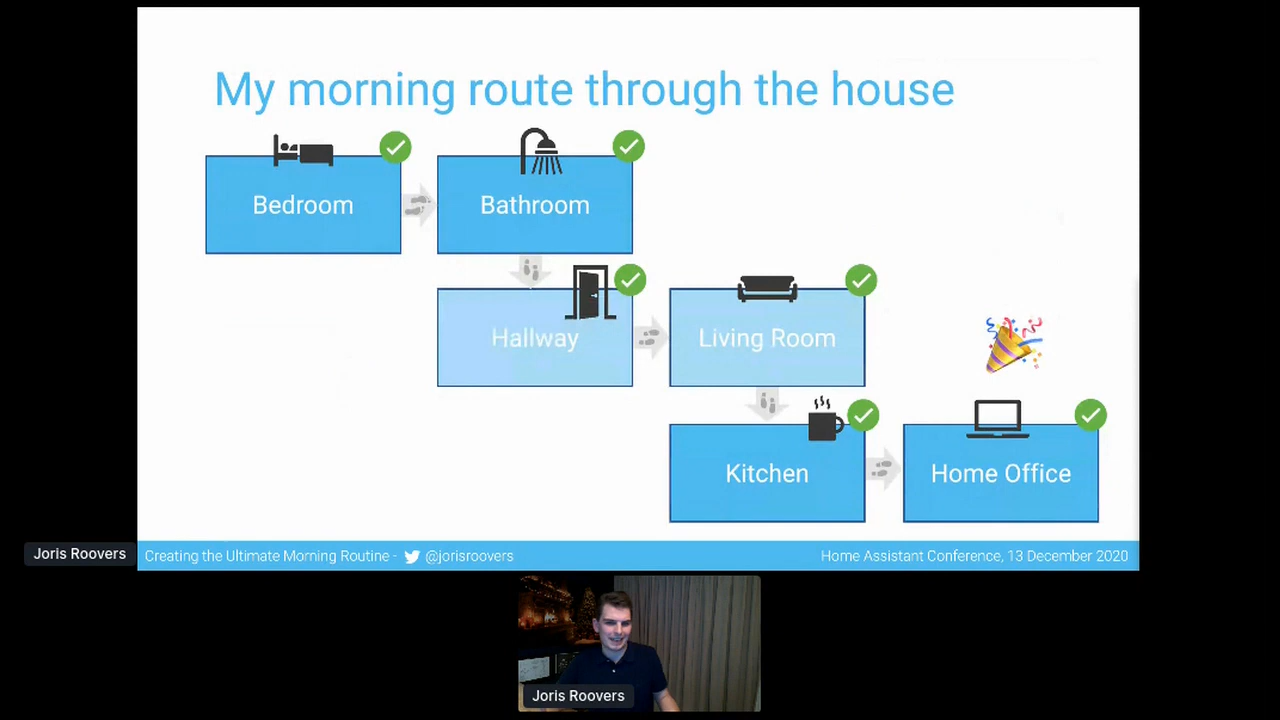 My morning route through the house
Bedroom
Bathroom
Hallway
Living Room
Kitchen
Home Office
Joris Roovers
Creating the Ultimate Morning Routine - @jorisroovers
Home Assistant Conference, 13 December 2020
Joris Roovers